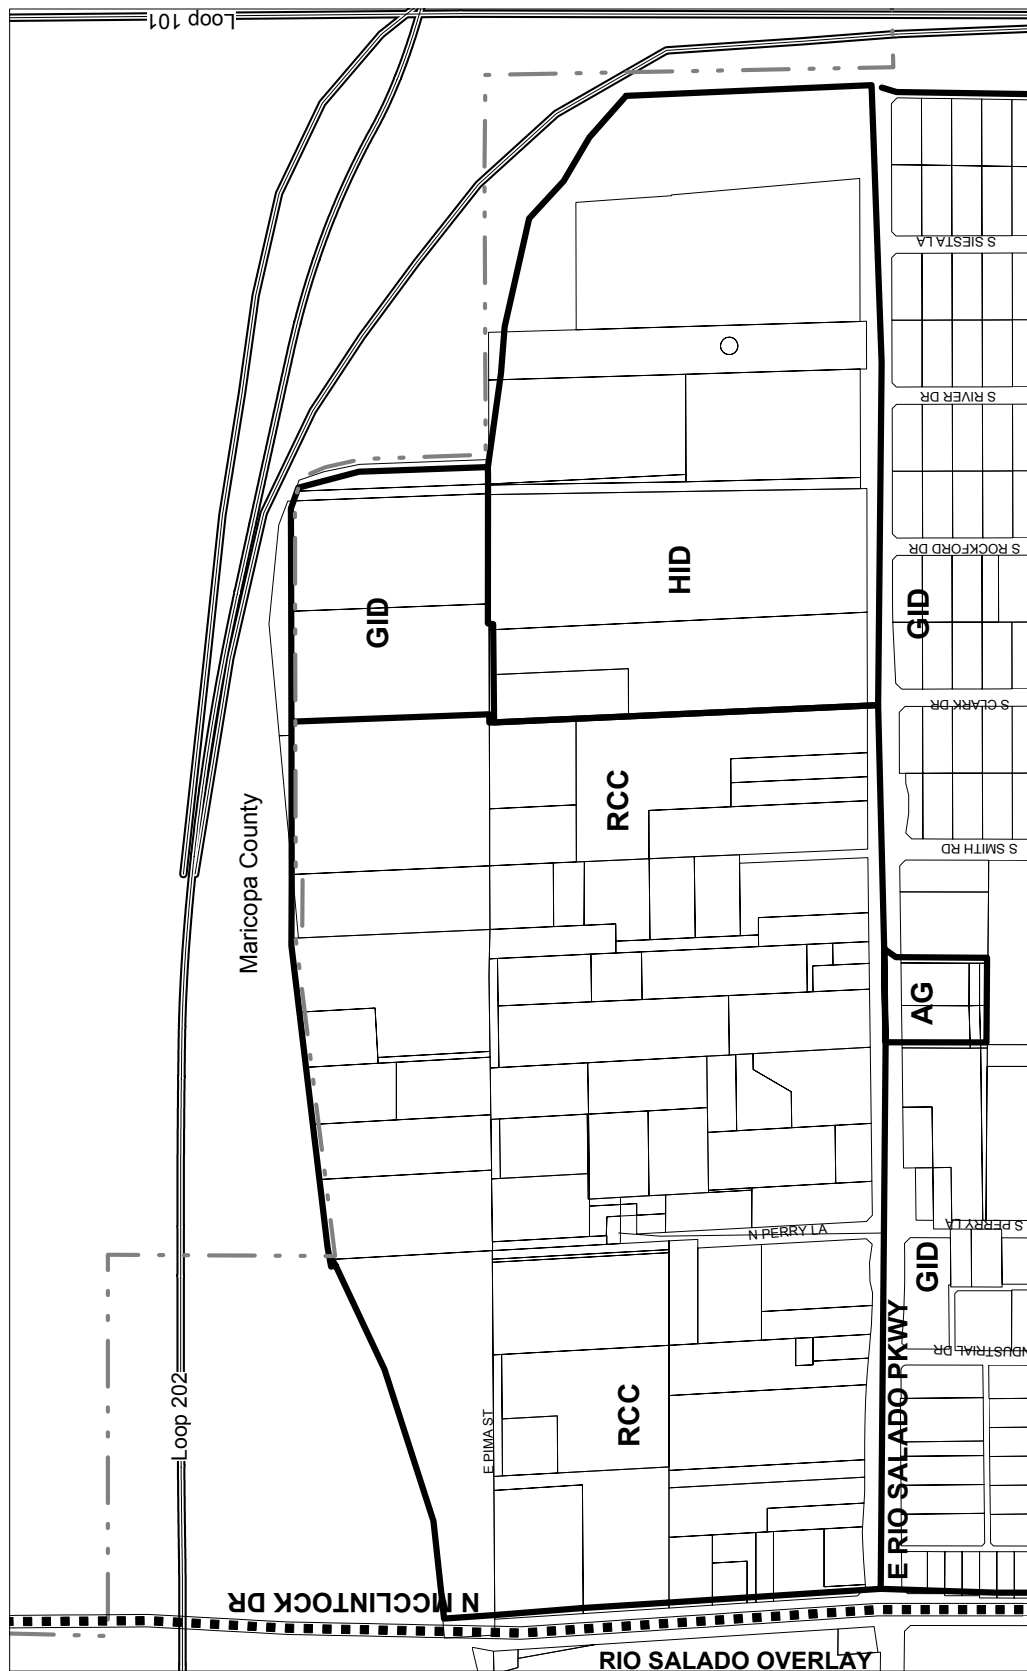 Loop 101
S SIESTA LA
S RIVER DR
S ROCKFORD DR
GID
HID
GID
S CLARK DR
RCC
Maricopa County
S SMITH RD
AG
S PERRY LA
N PERRY LA
GID
NDUSTRIAL DR
E RIO SALADO PKWY
Loop 202
RCC
E PIMA ST
N MCCLINTOCK DR
RIO SALADO OVERLAY